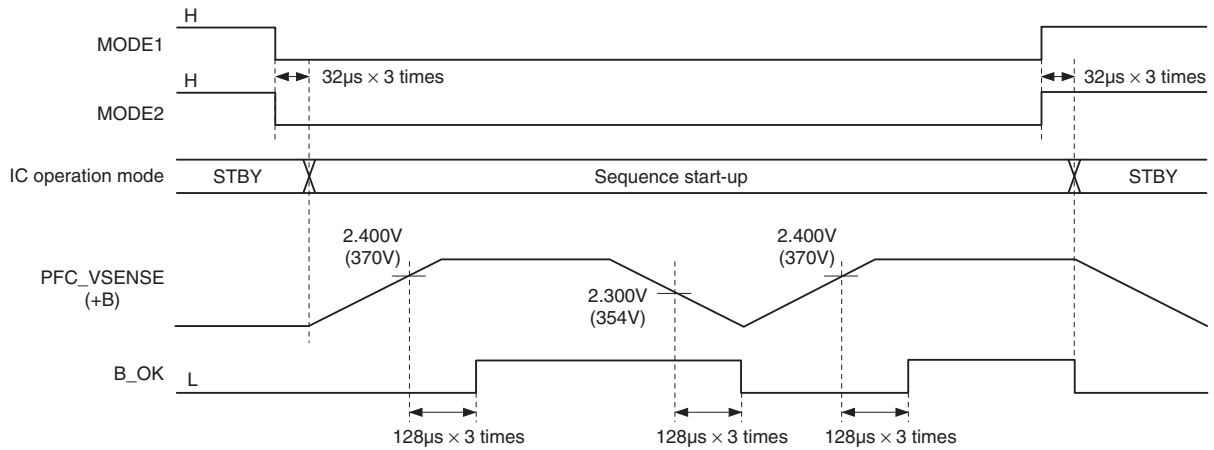 H
MODE1
32µs × 3 times
32µs × 3 times
H
MODE2
IC operation mode
STBY
Sequence start-up
STBY
2.400V
(370V)
2.400V
(370V)
PFC_VSENSE
(+B)
2.300V
(354V)
B_OK
L
128µs × 3 times
128µs × 3 times
128µs × 3 times